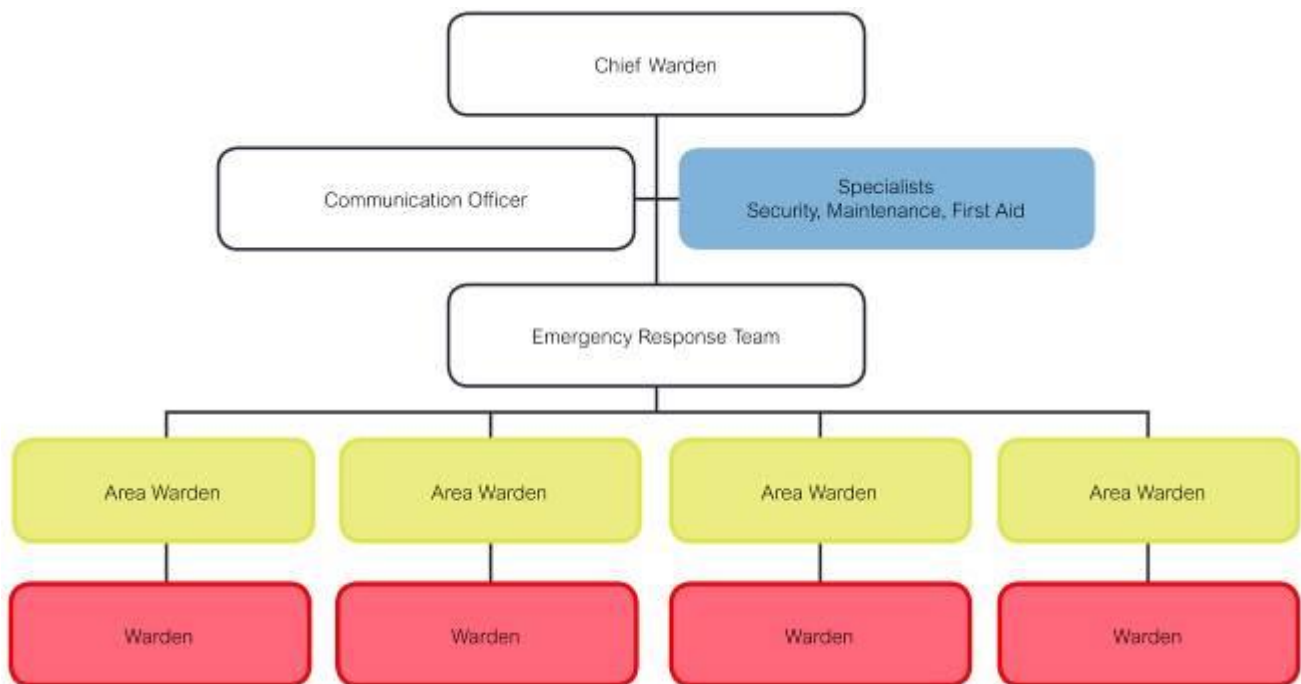 Chief Warden
Communication Officer
Specialists
Security, Maintenance, First Aid
Emergency Response Team
Area Warden
Area Warden
Area Warden
Area Warden
Warden
Warden
Warden
Warden